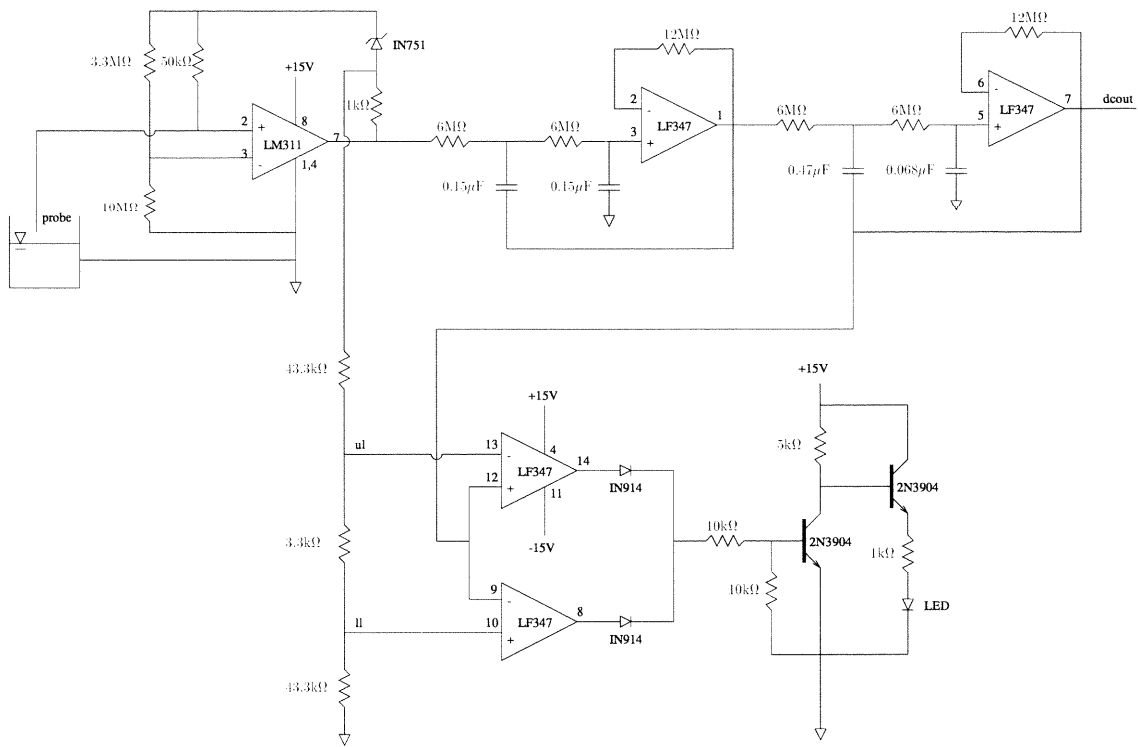 12MΩ
12MΩ
3.3MΩ
50kΩ
IN751
+15V
1kΩ
2
+
8
LM311
7
3
-
1,4
10MΩ
probe
6MΩ
6MΩ
2
-
LF347
1
3
+
0.15μF
0.15μF
6MΩ
6MΩ
6
-
LF347
7
dcout
5
+
0.47μF
0.068μF
43.3kΩ
ul
3.3kΩ
ll
43.3kΩ
+15V
13
-
4
14
LF347
12
+
11
-15V
IN914
9
-
8
LF347
10
+
IN914
+15V
5kΩ
2N3904
10kΩ
2N3904
1kΩ
10kΩ
LED